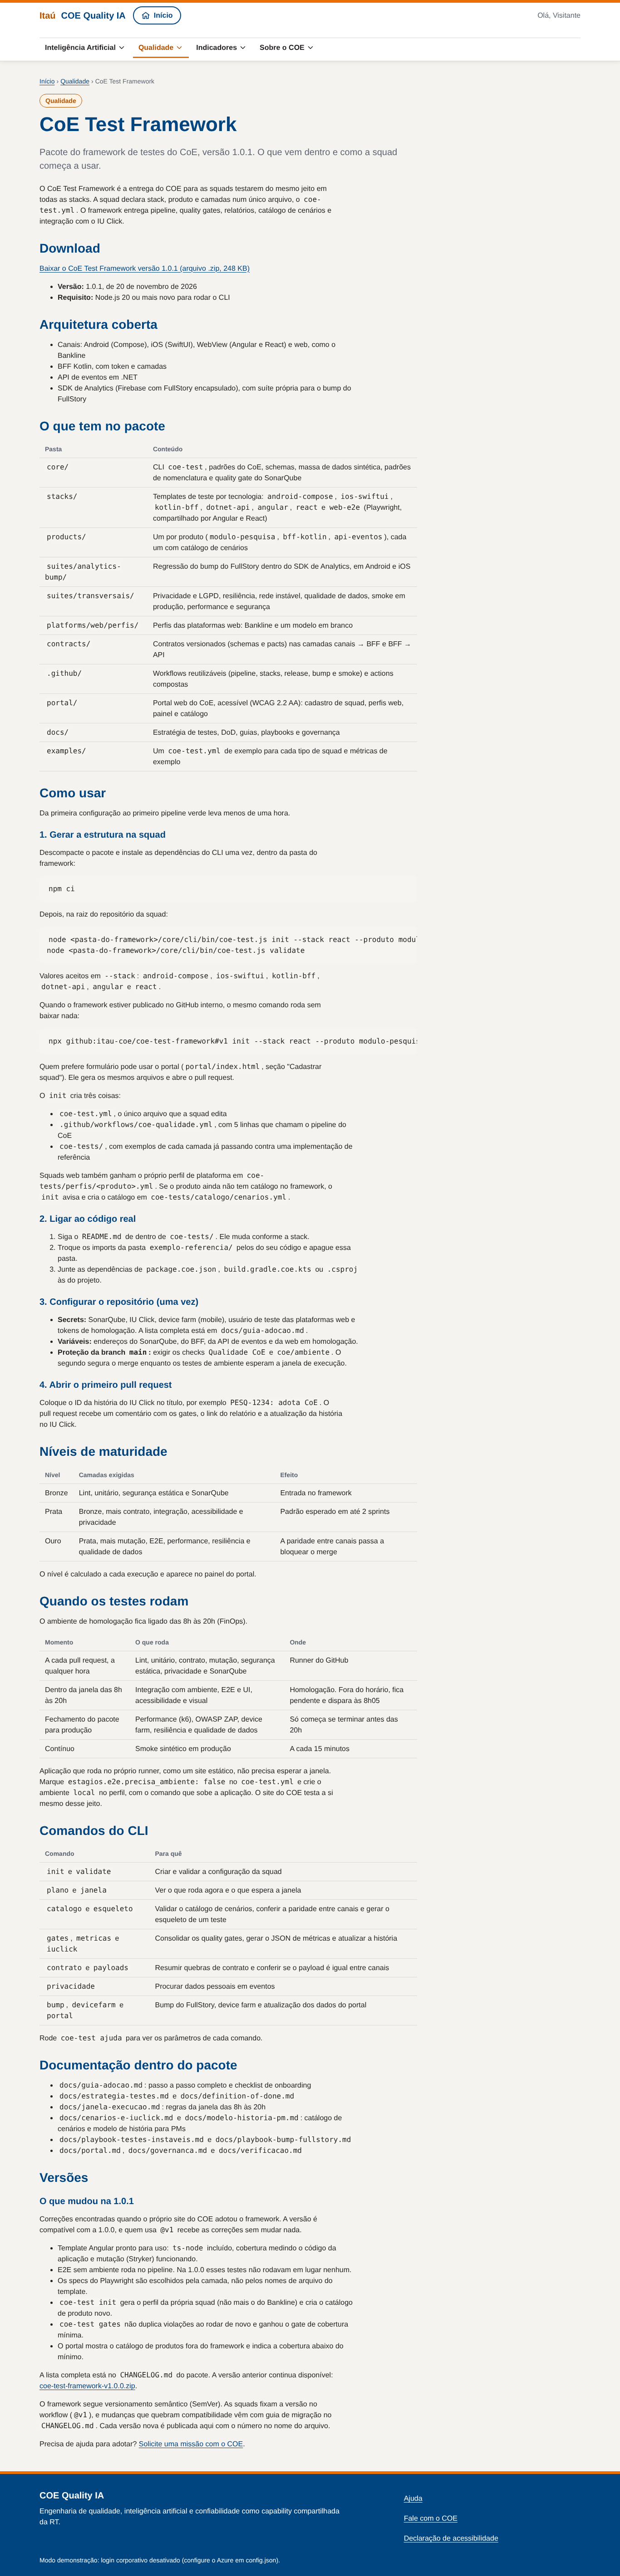 Itaú COE Quality IA Início Olá, Visitante
Inteligência Artificial Qualidade Indicadores Sobre o COE
Início › Qualidade › CoE Test Framework
Qualidade
CoE Test Framework
Pacote do framework de testes do CoE, versão 1.0.1. O que vem dentro e como a squad
começa a usar.
O CoE Test Framework é a entrega do COE para as squads testarem do mesmo jeito em
todas as stacks. A squad declara stack, produto e camadas num único arquivo, o coe-
test.yml. O framework entrega pipeline, quality gates, relatórios, catálogo de cenários e
integração com o IU Click.
Download
Baixar o CoE Test Framework versão 1.0.1 (arquivo .zip, 248 KB)
• Versão: 1.0.1, de 20 de novembro de 2026
• Requisito: Node.js 20 ou mais novo para rodar o CLI
Arquitetura coberta
• Canais: Android (Compose), iOS (SwiftUI), WebView (Angular e React) e web, como o
Bankline
• BFF Kotlin, com token e camadas
• API de eventos em .NET
• SDK de Analytics (Firebase com FullStory encapsulado), com suíte própria para o bump do
FullStory
O que tem no pacote
Pasta Conteúdo
core/ CLI coe-test, padrões do CoE, schemas, massa de dados sintética, padrões
de nomenclatura e quality gate do SonarQube
stacks/ Templates de teste por tecnologia: android-compose, ios-swiftui,
kotlin-bff, dotnet-api, angular, react e web-e2e (Playwright,
compartilhado por Angular e React)
products/ Um por produto (modulo-pesquisa, bff-kotlin, api-eventos), cada
um com catálogo de cenários
suites/analytics- Regressão do bump do FullStory dentro do SDK de Analytics, em Android e iOS
bump/
suites/transversais/ Privacidade e LGPD, resiliência, rede instável, qualidade de dados, smoke em
produção, performance e segurança
platforms/web/perfis/ Perfis das plataformas web: Bankline e um modelo em branco
contracts/ Contratos versionados (schemas e pacts) nas camadas canais → BFF e BFF →
API
.github/ Workflows reutilizáveis (pipeline, stacks, release, bump e smoke) e actions
compostas
portal/ Portal web do CoE, acessível (WCAG 2.2 AA): cadastro de squad, perfis web,
painel e catálogo
docs/ Estratégia de testes, DoD, guias, playbooks e governança
examples/ Um coe-test.yml de exemplo para cada tipo de squad e métricas de
exemplo
Como usar
Da primeira configuração ao primeiro pipeline verde leva menos de uma hora.
1. Gerar a estrutura na squad
Descompacte o pacote e instale as dependências do CLI uma vez, dentro da pasta do
framework:
npm ci
Depois, na raiz do repositório da squad:
node <pasta-do-framework>/core/cli/bin/coe-test.js init --stack react --produto modul
node <pasta-do-framework>/core/cli/bin/coe-test.js validate
Valores aceitos em --stack: android-compose, ios-swiftui, kotlin-bff,
dotnet-api, angular e react.
Quando o framework estiver publicado no GitHub interno, o mesmo comando roda sem
baixar nada:
npx github:itau-coe/coe-test-framework#v1 init --stack react --produto modulo-pesquis
Quem prefere formulário pode usar o portal (portal/index.html, seção "Cadastrar
squad"). Ele gera os mesmos arquivos e abre o pull request.
O init cria três coisas:
• coe-test.yml, o único arquivo que a squad edita
• .github/workflows/coe-qualidade.yml, com 5 linhas que chamam o pipeline do
CoE
• coe-tests/, com exemplos de cada camada já passando contra uma implementação de
referência
Squads web também ganham o próprio perfil de plataforma em coe-
tests/perfis/<produto>.yml. Se o produto ainda não tem catálogo no framework, o
init avisa e cria o catálogo em coe-tests/catalogo/cenarios.yml.
2. Ligar ao código real
1. Siga o README.md de dentro de coe-tests/. Ele muda conforme a stack.
2. Troque os imports da pasta exemplo-referencia/ pelos do seu código e apague essa
pasta.
3. Junte as dependências de package.coe.json, build.gradle.coe.kts ou .csproj
às do projeto.
3. Configurar o repositório (uma vez)
• Secrets: SonarQube, IU Click, device farm (mobile), usuário de teste das plataformas web e
tokens de homologação. A lista completa está em docs/guia-adocao.md.
• Variáveis: endereços do SonarQube, do BFF, da API de eventos e da web em homologação.
• Proteção da branch main: exigir os checks Qualidade CoE e coe/ambiente. O
segundo segura o merge enquanto os testes de ambiente esperam a janela de execução.
4. Abrir o primeiro pull request
Coloque o ID da história do IU Click no título, por exemplo PESQ-1234: adota CoE. O
pull request recebe um comentário com os gates, o link do relatório e a atualização da história
no IU Click.
Níveis de maturidade
Nível Camadas exigidas Efeito
Bronze Lint, unitário, segurança estática e SonarQube Entrada no framework
Prata Bronze, mais contrato, integração, acessibilidade e Padrão esperado em até 2 sprints
privacidade
Ouro Prata, mais mutação, E2E, performance, resiliência e A paridade entre canais passa a
qualidade de dados bloquear o merge
O nível é calculado a cada execução e aparece no painel do portal.
Quando os testes rodam
O ambiente de homologação fica ligado das 8h às 20h (FinOps).
Momento O que roda Onde
A cada pull request, a Lint, unitário, contrato, mutação, segurança Runner do GitHub
qualquer hora estática, privacidade e SonarQube
Dentro da janela das 8h Integração com ambiente, E2E e UI, Homologação. Fora do horário, fica
às 20h acessibilidade e visual pendente e dispara às 8h05
Fechamento do pacote Performance (k6), OWASP ZAP, device Só começa se terminar antes das
para produção farm, resiliência e qualidade de dados 20h
Contínuo Smoke sintético em produção A cada 15 minutos
Aplicação que roda no próprio runner, como um site estático, não precisa esperar a janela.
Marque estagios.e2e.precisa_ambiente: false no coe-test.yml e crie o
ambiente local no perfil, com o comando que sobe a aplicação. O site do COE testa a si
mesmo desse jeito.
Comandos do CLI
Comando Para quê
init e validate Criar e validar a configuração da squad
plano e janela Ver o que roda agora e o que espera a janela
catalogo e esqueleto Validar o catálogo de cenários, conferir a paridade entre canais e gerar o
esqueleto de um teste
gates, metricas e Consolidar os quality gates, gerar o JSON de métricas e atualizar a história
iuclick
contrato e payloads Resumir quebras de contrato e conferir se o payload é igual entre canais
privacidade Procurar dados pessoais em eventos
bump, devicefarm e Bump do FullStory, device farm e atualização dos dados do portal
portal
Rode coe-test ajuda para ver os parâmetros de cada comando.
Documentação dentro do pacote
• docs/guia-adocao.md: passo a passo completo e checklist de onboarding
• docs/estrategia-testes.md e docs/definition-of-done.md
• docs/janela-execucao.md: regras da janela das 8h às 20h
• docs/cenarios-e-iuclick.md e docs/modelo-historia-pm.md: catálogo de
cenários e modelo de história para PMs
• docs/playbook-testes-instaveis.md e docs/playbook-bump-fullstory.md
• docs/portal.md, docs/governanca.md e docs/verificacao.md
Versões
O que mudou na 1.0.1
Correções encontradas quando o próprio site do COE adotou o framework. A versão é
compatível com a 1.0.0, e quem usa @v1 recebe as correções sem mudar nada.
• Template Angular pronto para uso: ts-node incluído, cobertura medindo o código da
aplicação e mutação (Stryker) funcionando.
• E2E sem ambiente roda no pipeline. Na 1.0.0 esses testes não rodavam em lugar nenhum.
• Os specs do Playwright são escolhidos pela camada, não pelos nomes de arquivo do
template.
• coe-test init gera o perfil da própria squad (não mais o do Bankline) e cria o catálogo
de produto novo.
• coe-test gates não duplica violações ao rodar de novo e ganhou o gate de cobertura
mínima.
• O portal mostra o catálogo de produtos fora do framework e indica a cobertura abaixo do
mínimo.
A lista completa está no CHANGELOG.md do pacote. A versão anterior continua disponível:
coe-test-framework-v1.0.0.zip.
O framework segue versionamento semântico (SemVer). As squads fixam a versão no
workflow (@v1), e mudanças que quebram compatibilidade vêm com guia de migração no
CHANGELOG.md. Cada versão nova é publicada aqui com o número no nome do arquivo.
Precisa de ajuda para adotar? Solicite uma missão com o COE.
COE Quality IA
Engenharia de qualidade, inteligência artificial e confiabilidade como capability compartilhada
da RT.
Ajuda
Fale com o COE
Declaração de acessibilidade
Modo demonstração: login corporativo desativado (configure o Azure em config.json).